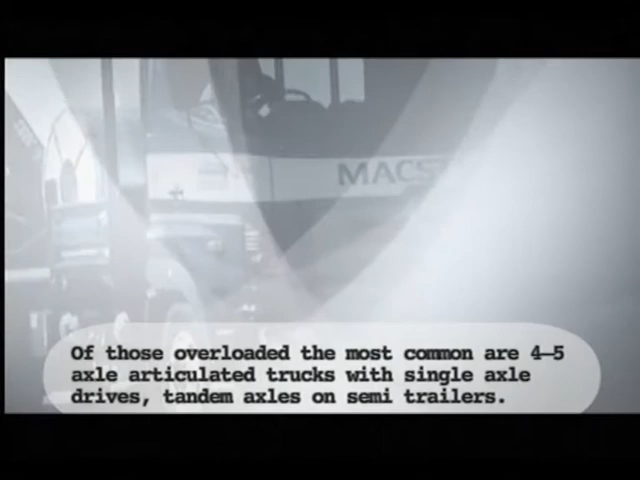 MACS
Of those overloaded the most common are 4–5
axle articulated trucks with single axle
drives, tandem axles on semi trailers.